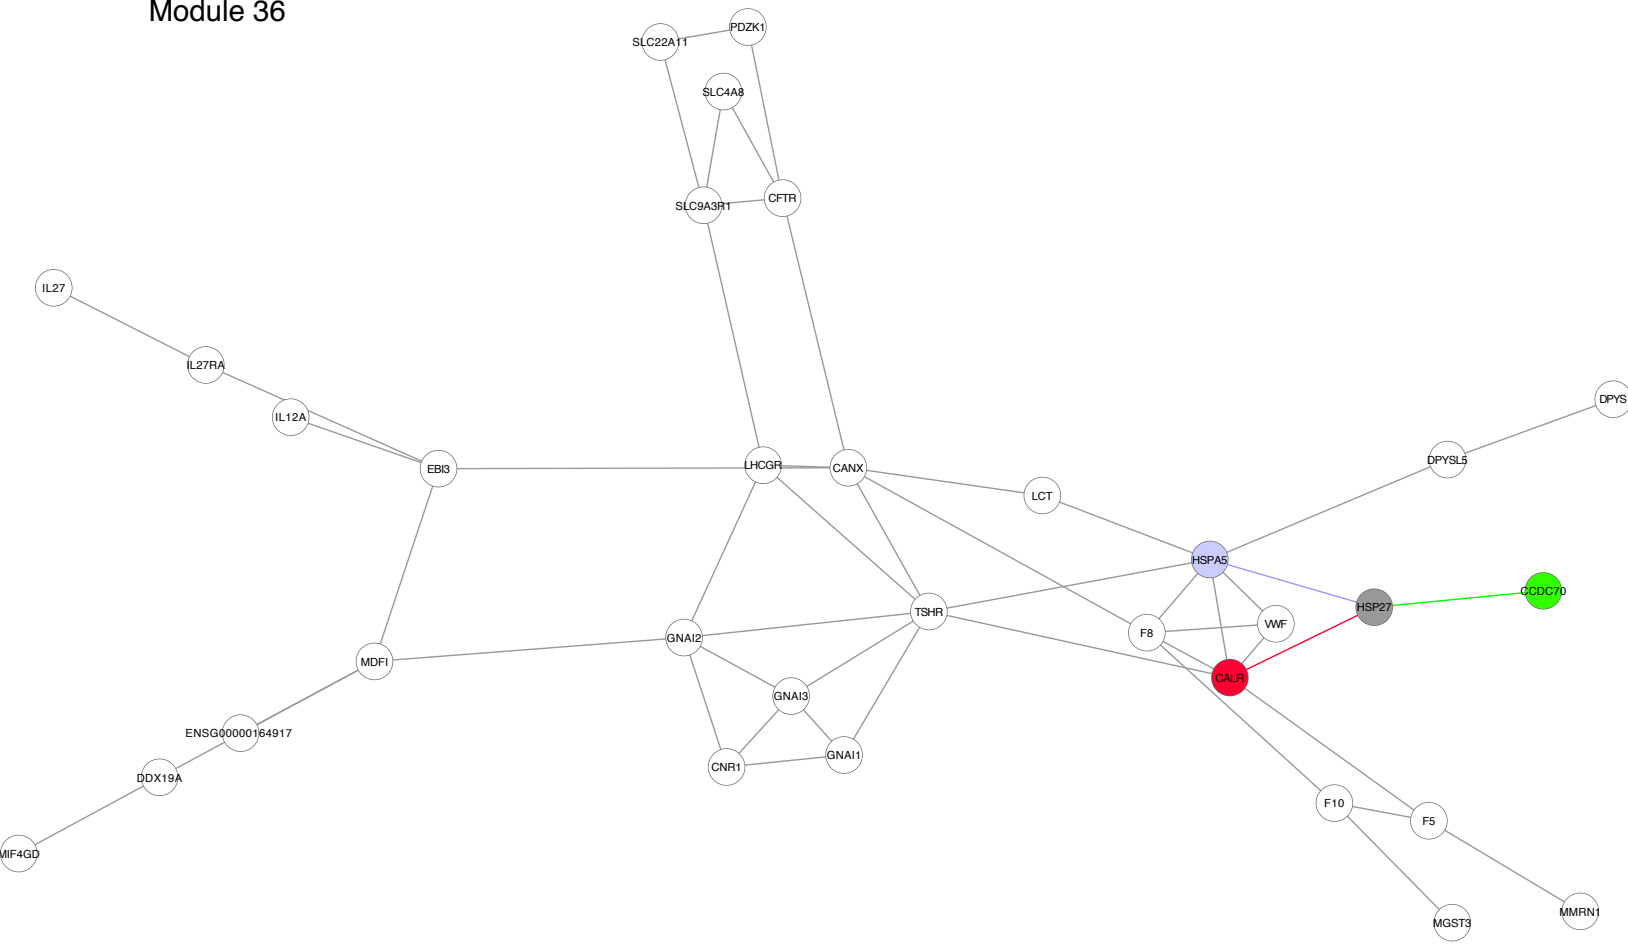 Module 36
PDZK1
SLC22A11
SLC4A8
CFTR
SLC9A3R1
IL27
IL27RA
DPYS
IL12A
DPYSL5
LHCGR
CANX
EBI3
LCT
HSPA5
CCDC70
HSP27
TSHR
VWF
F8
GNAI2
MDFI
CALR
GNAI3
ENSG00000164917
GNAI1
CNR1
DDX19A
F10
F5
MIF4GD
MMRN1
MGST3